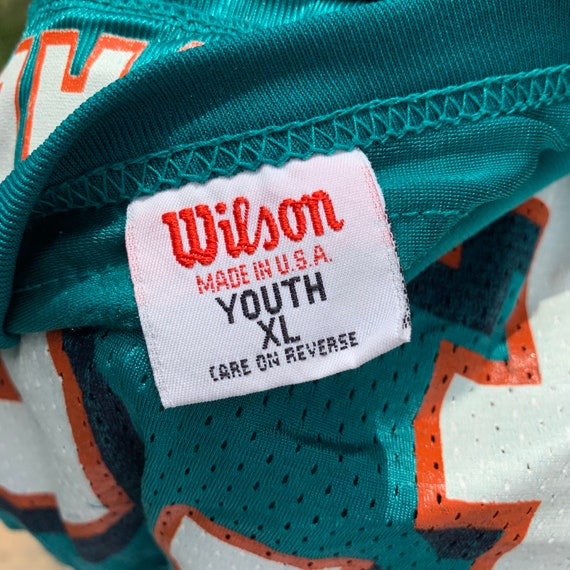 Wilson
MADE IN U.S.A.
YOUTH
XL
CARE ON REVERSE